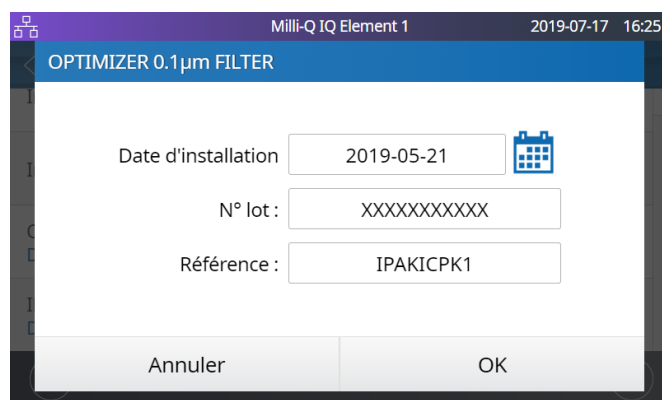 Milli-Q IQ Element 1 2019-07-17 16:25
OPTIMIZER 0.1µm FILTER
Date d'installation 2019-05-21
N° lot : XXXXXXXXXXX
Référence : IPAKICPK1
Annuler OK